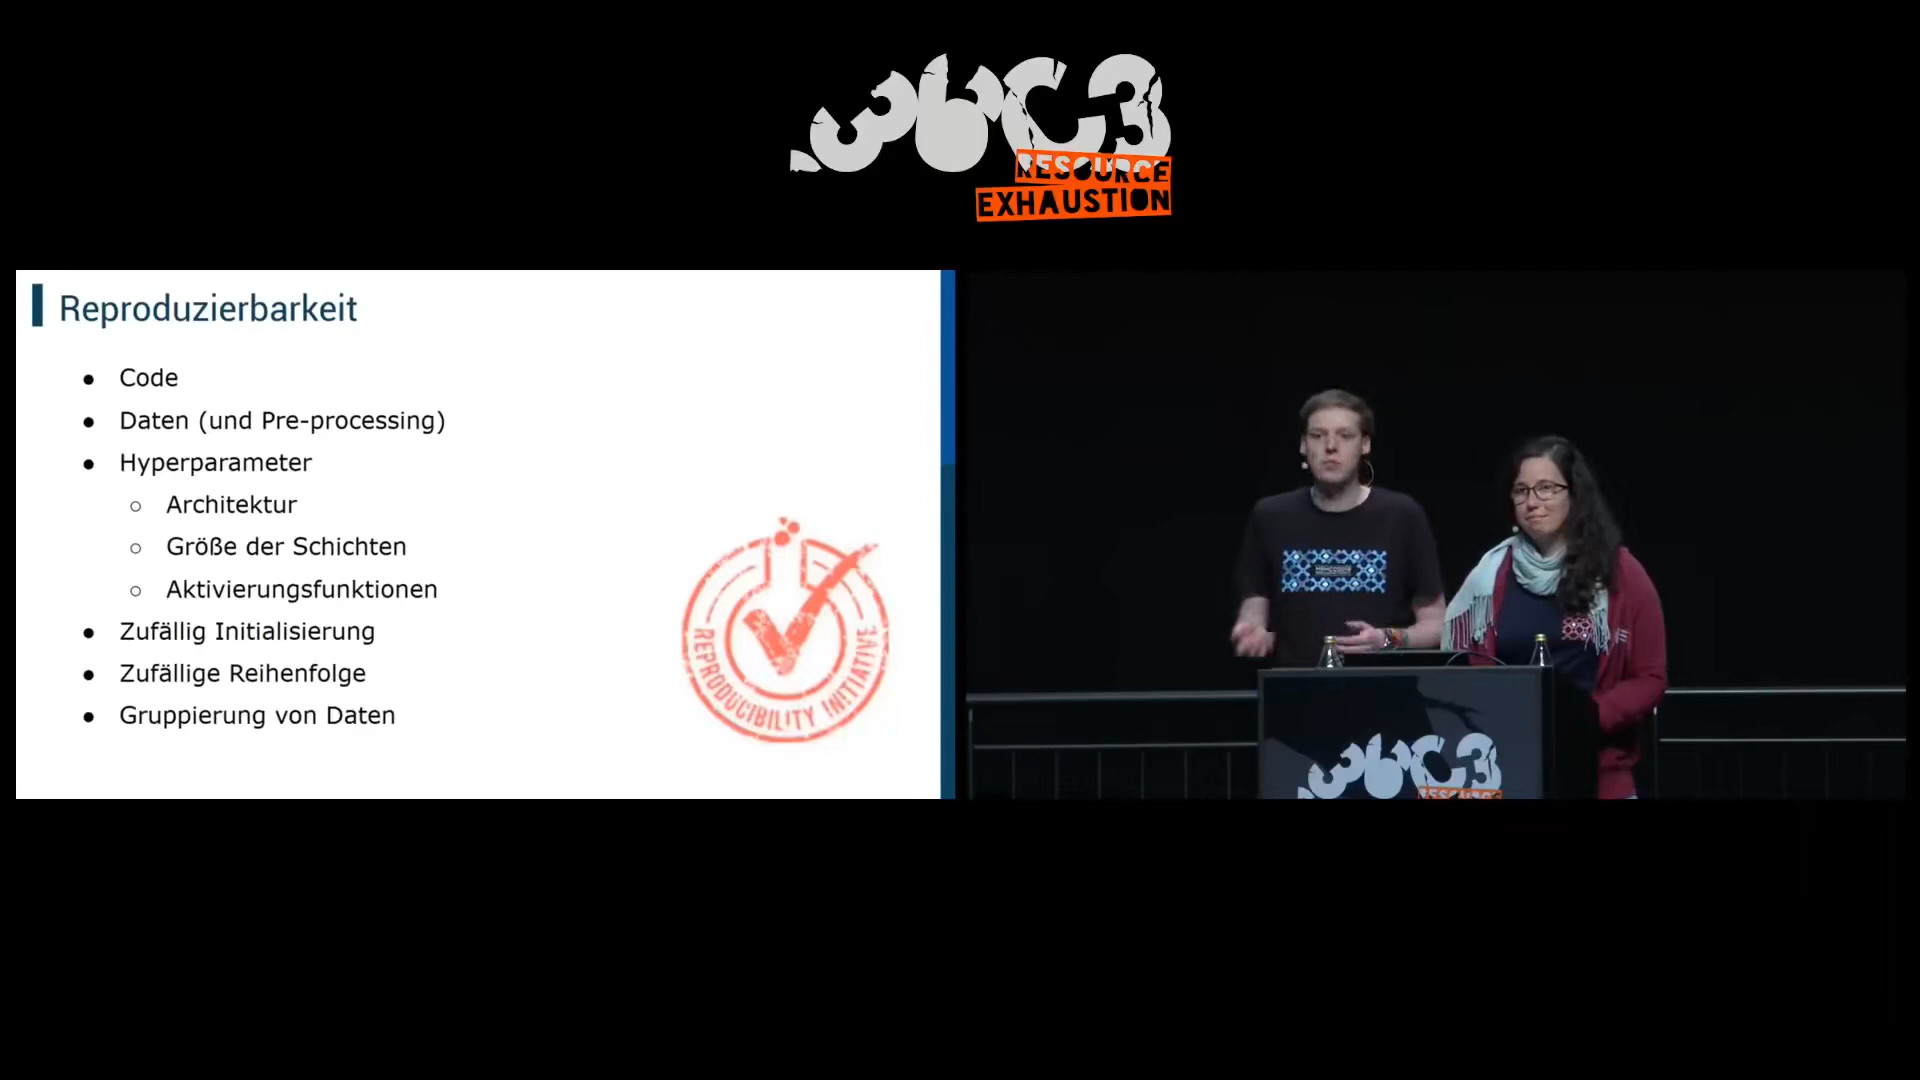 36C3
RESOURCE
EXHAUSTION
Reproduzierbarkeit
● Code
● Daten (und Pre-processing)
● Hyperparameter
○ Architektur
○ Größe der Schichten
○ Aktivierungsfunktionen
● Zufällig Initialisierung
● Zufällige Reihenfolge
● Gruppierung von Daten
REPRODUCIBILITY INITIATIVE
36C3
RESOURCE